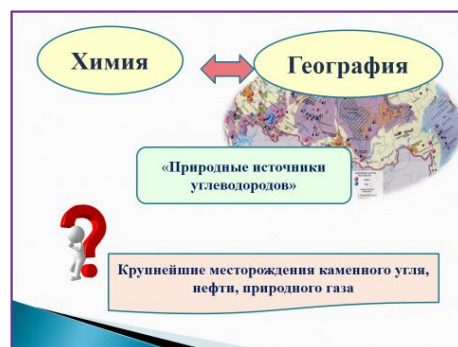 Химия
География
«Природные источники
углеводородов»
Крупнейшие месторождения каменного угля,
нефти, природного газа